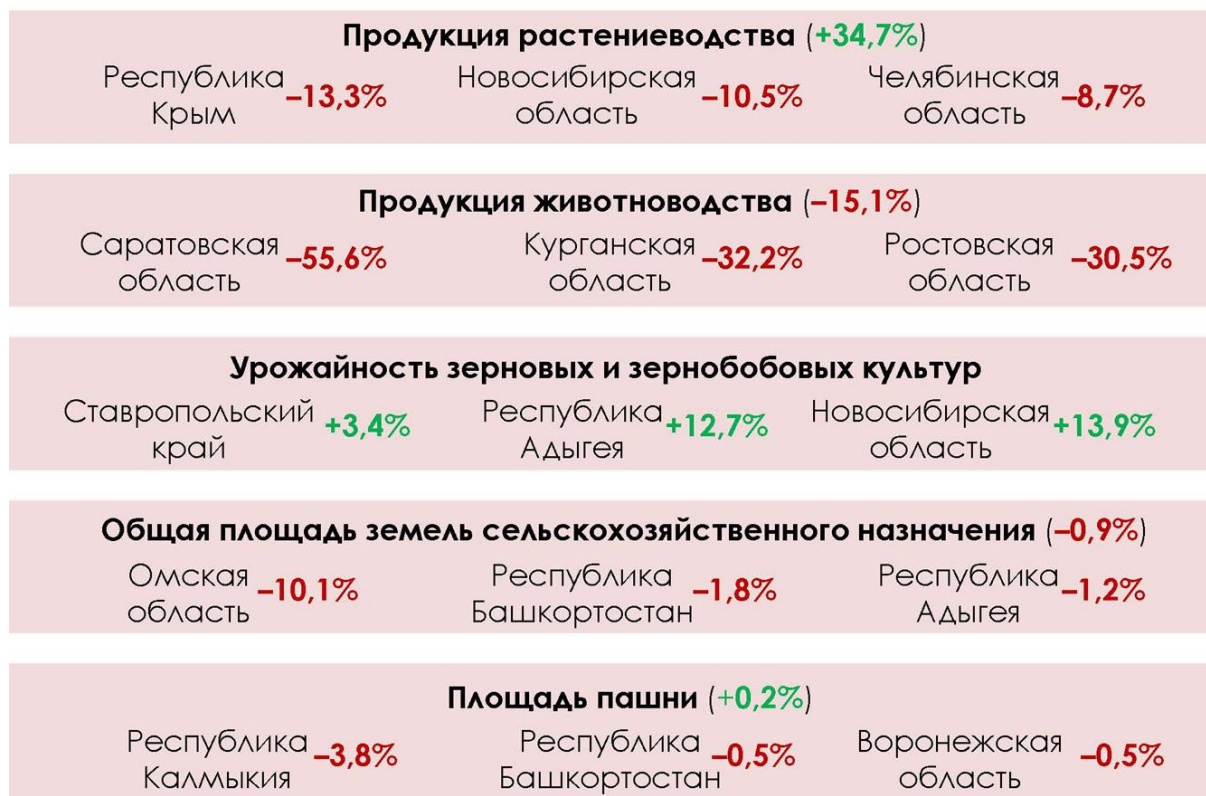 Продукция растениеводства (+34,7%)
Республика Крым –13,3%
Новосибирская область –10,5%
Челябинская область –8,7%
Продукция животноводства (–15,1%)
Саратовская область –55,6%
Курганская область –32,2%
Ростовская область –30,5%
Урожайность зерновых и зернобобовых культур
Ставропольский край +3,4%
Республика Адыгея +12,7%
Новосибирская область +13,9%
Общая площадь земель сельскохозяйственного назначения (–0,9%)
Омская область –10,1%
Республика Башкортостан –1,8%
Республика Адыгея –1,2%
Площадь пашни (+0,2%)
Республика Калмыкия –3,8%
Республика Башкортостан –0,5%
Воронежская область –0,5%